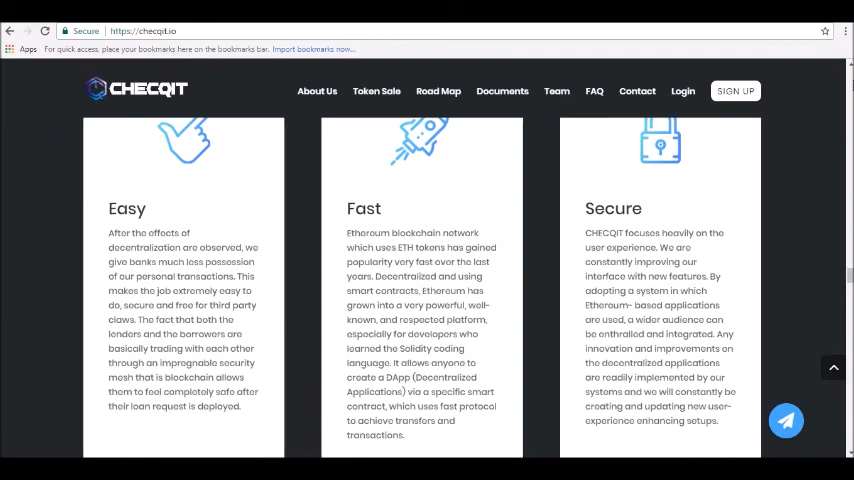 Secure https://checqit.io
Apps For quick access, place your bookmarks here on the bookmarks bar. Import bookmarks now...
CHECQIT About Us Token Sale Road Map Documents Team FAQ Contact Login SIGN UP
Easy
After the effects of
decentralization are observed, we
give banks much less possession
of our personal transactions. This
makes the job extremely easy to
do, secure and free for third party
claws. The fact that both the
lenders and the borrowers are
basically trading with each other
through an impregnable security
mesh that is blockchain allows
them to feel completely safe after
their loan request is deployed.
Fast
Ethereum blockchain network
which uses ETH tokens has gained
popularity very fast over the last
years. Decentralized and using
smart contracts, Ethereum has
grown into a very powerful, well-
known, and respected platform,
especially for developers who
learned the Solidity coding
language. It allows anyone to
create a DApp (Decentralized
Applications) via a specific smart
contract, which uses fast protocol
to achieve transfers and
transactions.
Secure
CHECQIT focuses heavily on the
user experience. We are
constantly improving our
interface with new features. By
adopting a system in which
Ethereum- based applications
are used, a wider audience can
be enthralled and integrated. Any
innovation and improvements on
the decentralized applications
are readily implemented by our
systems and we will constantly be
creating and updating new user-
experience enhancing setups.